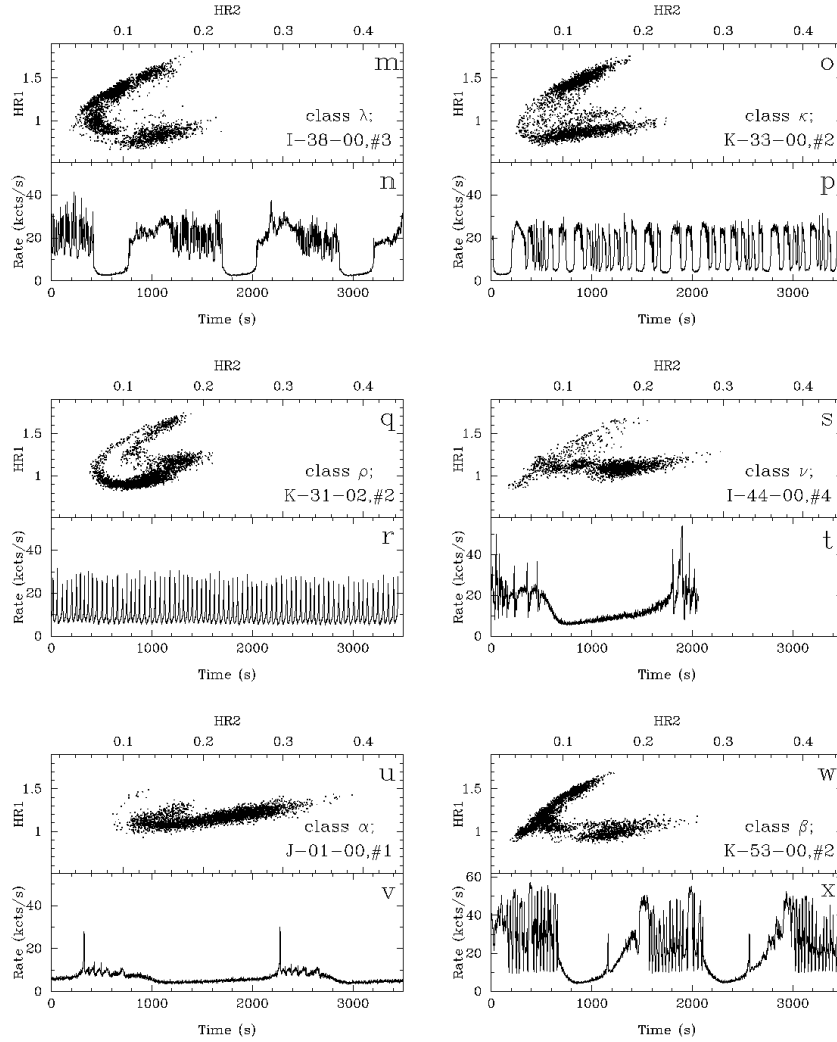 HR2 HR2
0.1 0.2 0.3 0.4 0.1 0.2 0.3 0.4
HR1 1.5 1 m class λ; I-38-00,#3
HR1 1.5 1 o class κ; K-33-00,#2
Rate (kcts/s) 40 20 0 n
Rate (kcts/s) 40 20 0 p
0 1000 2000 3000 0 1000 2000 3000
Time (s) Time (s)
HR2 HR2
0.1 0.2 0.3 0.4 0.1 0.2 0.3 0.4
HR1 1.5 1 q class ρ; K-31-02,#2
HR1 1.5 1 s class ν; I-44-00,#4
Rate (kcts/s) 40 20 0 r
Rate (kcts/s) 40 20 0 t
0 1000 2000 3000 0 1000 2000 3000
Time (s) Time (s)
HR2 HR2
0.1 0.2 0.3 0.4 0.1 0.2 0.3 0.4
HR1 1.5 1 u class α; J-01-00,#1
HR1 1.5 1 w class β; K-53-00,#2
Rate (kcts/s) 40 20 0 v
Rate (kcts/s) 60 40 20 0 x
0 1000 2000 3000 0 1000 2000 3000
Time (s) Time (s)